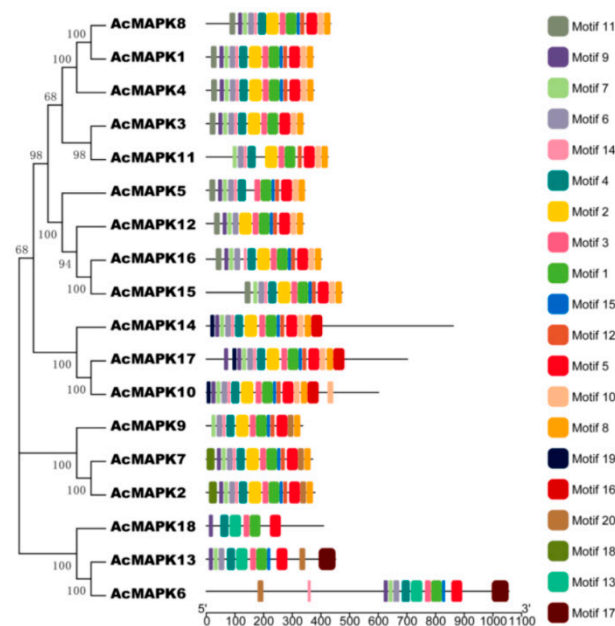 AcMAPK8
AcMAPK1
AcMAPK4
AcMAPK3
AcMAPK11
AcMAPK5
AcMAPK12
AcMAPK16
AcMAPK15
AcMAPK14
AcMAPK17
AcMAPK10
AcMAPK9
AcMAPK7
AcMAPK2
AcMAPK18
AcMAPK13
AcMAPK6
100
100
68
98
98
100
94
100
68
100
100
100
100
100
100
5' 3'
0 100 200 300 400 500 600 700 800 900 1000 1100
Motif 11
Motif 9
Motif 7
Motif 6
Motif 14
Motif 4
Motif 2
Motif 3
Motif 1
Motif 15
Motif 12
Motif 5
Motif 10
Motif 8
Motif 19
Motif 16
Motif 20
Motif 18
Motif 13
Motif 17